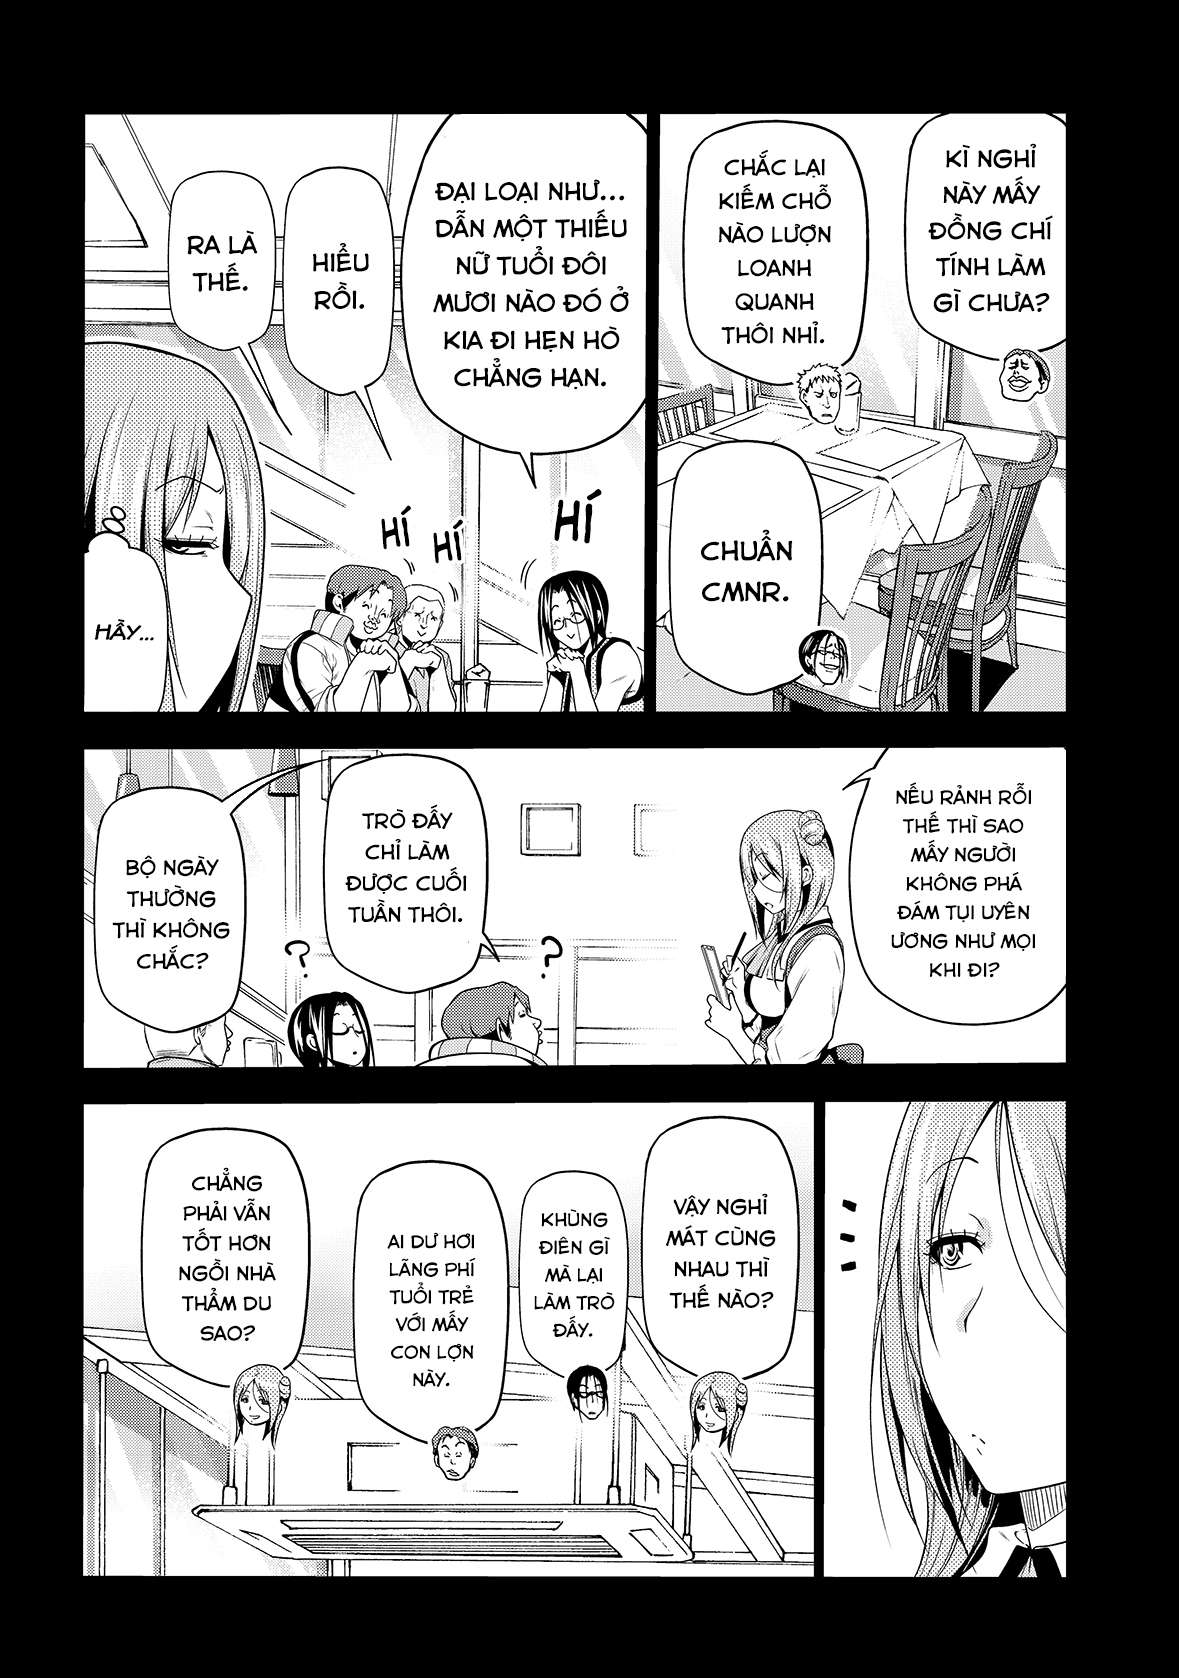 KÌ NGHỈ
NÀY MẤY
ĐỒNG CHÍ
TÍNH LÀM
GÌ CHƯA?
CHẮC LẠI
KIẾM CHỖ
NÀO LƯỢN
LOANH
QUANH
THÔI NHỈ.
CHUẨN
CMNR.
ĐẠI LOẠI NHƯ...
DẪN MỘT THIẾU
NỮ TUỔI ĐÔI
MƯƠI NÀO ĐÓ Ở
KIA ĐI HẸN HÒ
CHẲNG HẠN.
HIỂU
RỒI.
RA LÀ
THẾ.
HÍ
HÍ
HÍ
HẦY...
NẾU RẢNH RỖI
THẾ THÌ SAO
MẤY NGƯỜI
KHÔNG PHÁ
ĐÁM TỤI UYÊN
ƯƠNG NHƯ MỌI
KHI ĐI?
TRÒ ĐẤY
CHỈ LÀM
ĐƯỢC CUỐI
TUẦN THÔI.
BỘ NGÀY
THƯỜNG
THÌ KHÔNG
CHẮC?
?
?
VẬY NGHỈ
MÁT CÙNG
NHAU THÌ
THẾ NÀO?
KHÙNG
ĐIÊN GÌ
MÀ LẠI
LÀM TRÒ
ĐẤY.
AI DƯ HƠI
LÃNG PHÍ
TUỔI TRẺ
VỚI MẤY
CON LỢN
NÀY.
CHẲNG
PHẢI VẪN
TỐT HƠN
NGỒI NHÀ
THẨM DU
SAO?